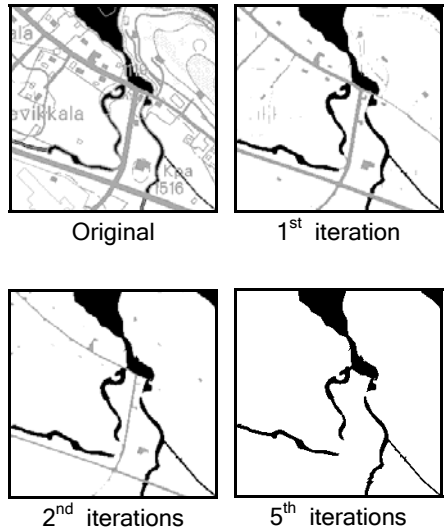 ala
evikkala
Kpa
1516
Original
1st iteration
2nd iterations
5th iterations